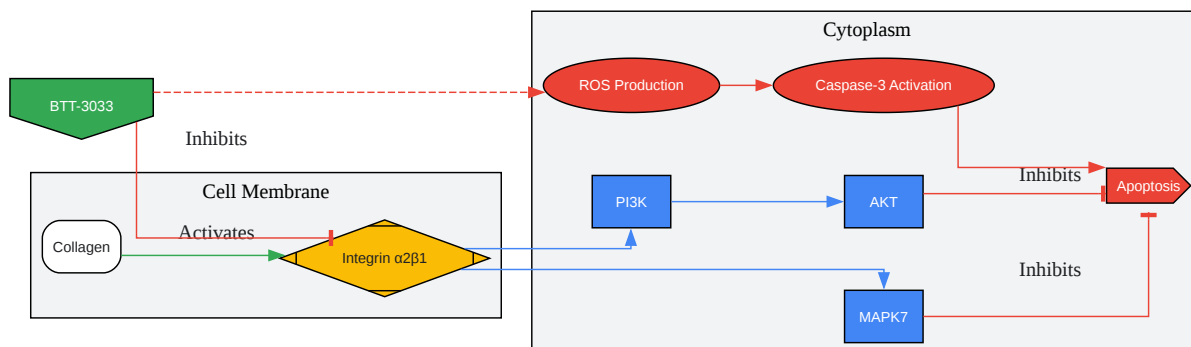 Cytoplasm
ROS Production
Caspase-3 Activation
BTT-3033
Inhibits
Cell Membrane
Inhibits
PI3K
AKT
Apoptosis
Collagen
Activates
Integrin α2β1
Inhibits
MAPK7